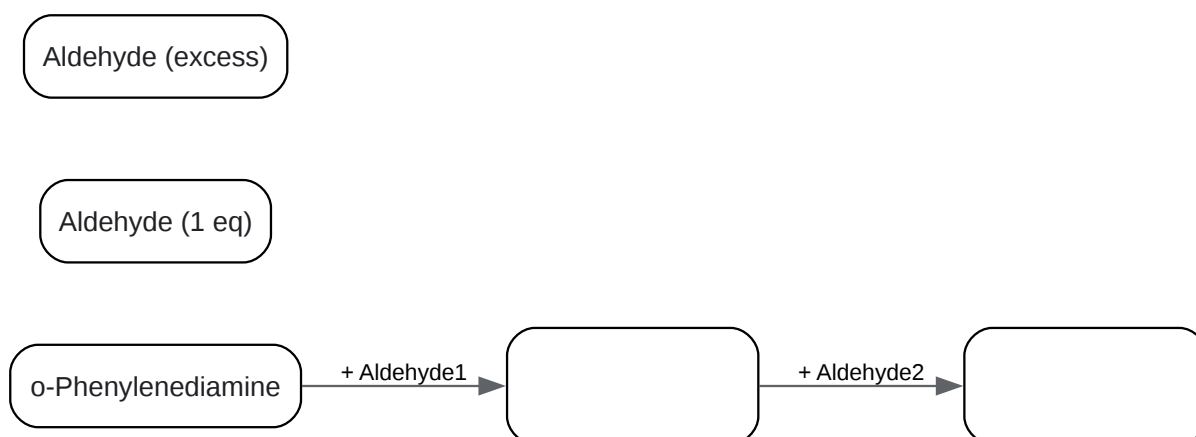 Aldehyde (excess)
Aldehyde (1 eq)
o-Phenylenediamine
+ Aldehyde1
+ Aldehyde2